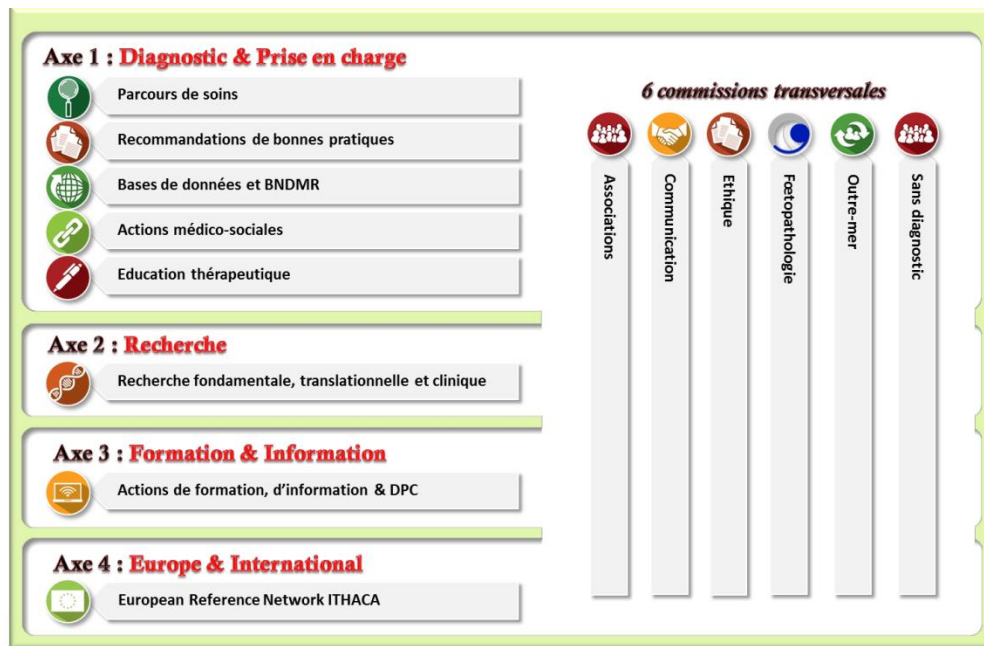 Axe 1 : Diagnostic & Prise en charge
Parcours de soins
Recommandations de bonnes pratiques
Bases de données et BNDMR
Actions médico-sociales
Education thérapeutique
Axe 2 : Recherche
Recherche fondamentale, translationnelle et clinique
Axe 3 : Formation & Information
Actions de formation, d'information & DPC
Axe 4 : Europe & International
European Reference Network ITHACA
6 commissions transversales
Associations
Communication
Ethique
Fœtopathologie
Outre-mer
Sans diagnostic